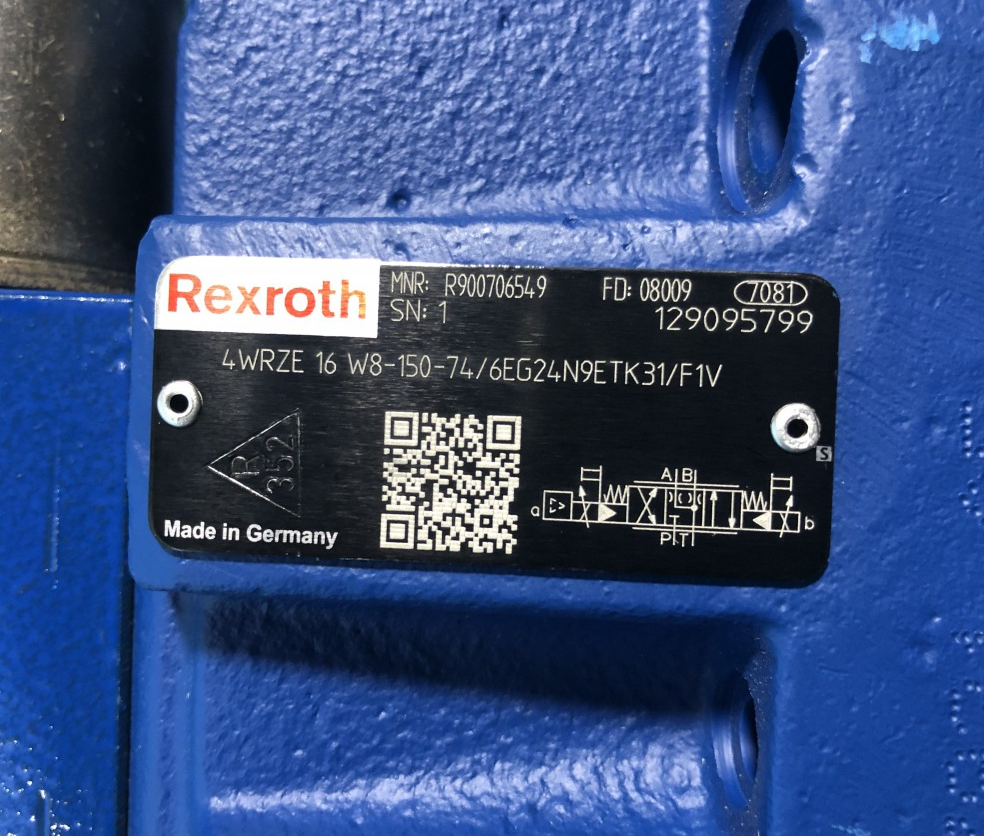 Rexroth
MNR: R900706549 FD: 08009 7081
SN: 1 129095799
4WRZE 16 W8-150-74/6EG24N9ETK31/F1V
R
352
Made in Germany
A B
a b
T
P T
S